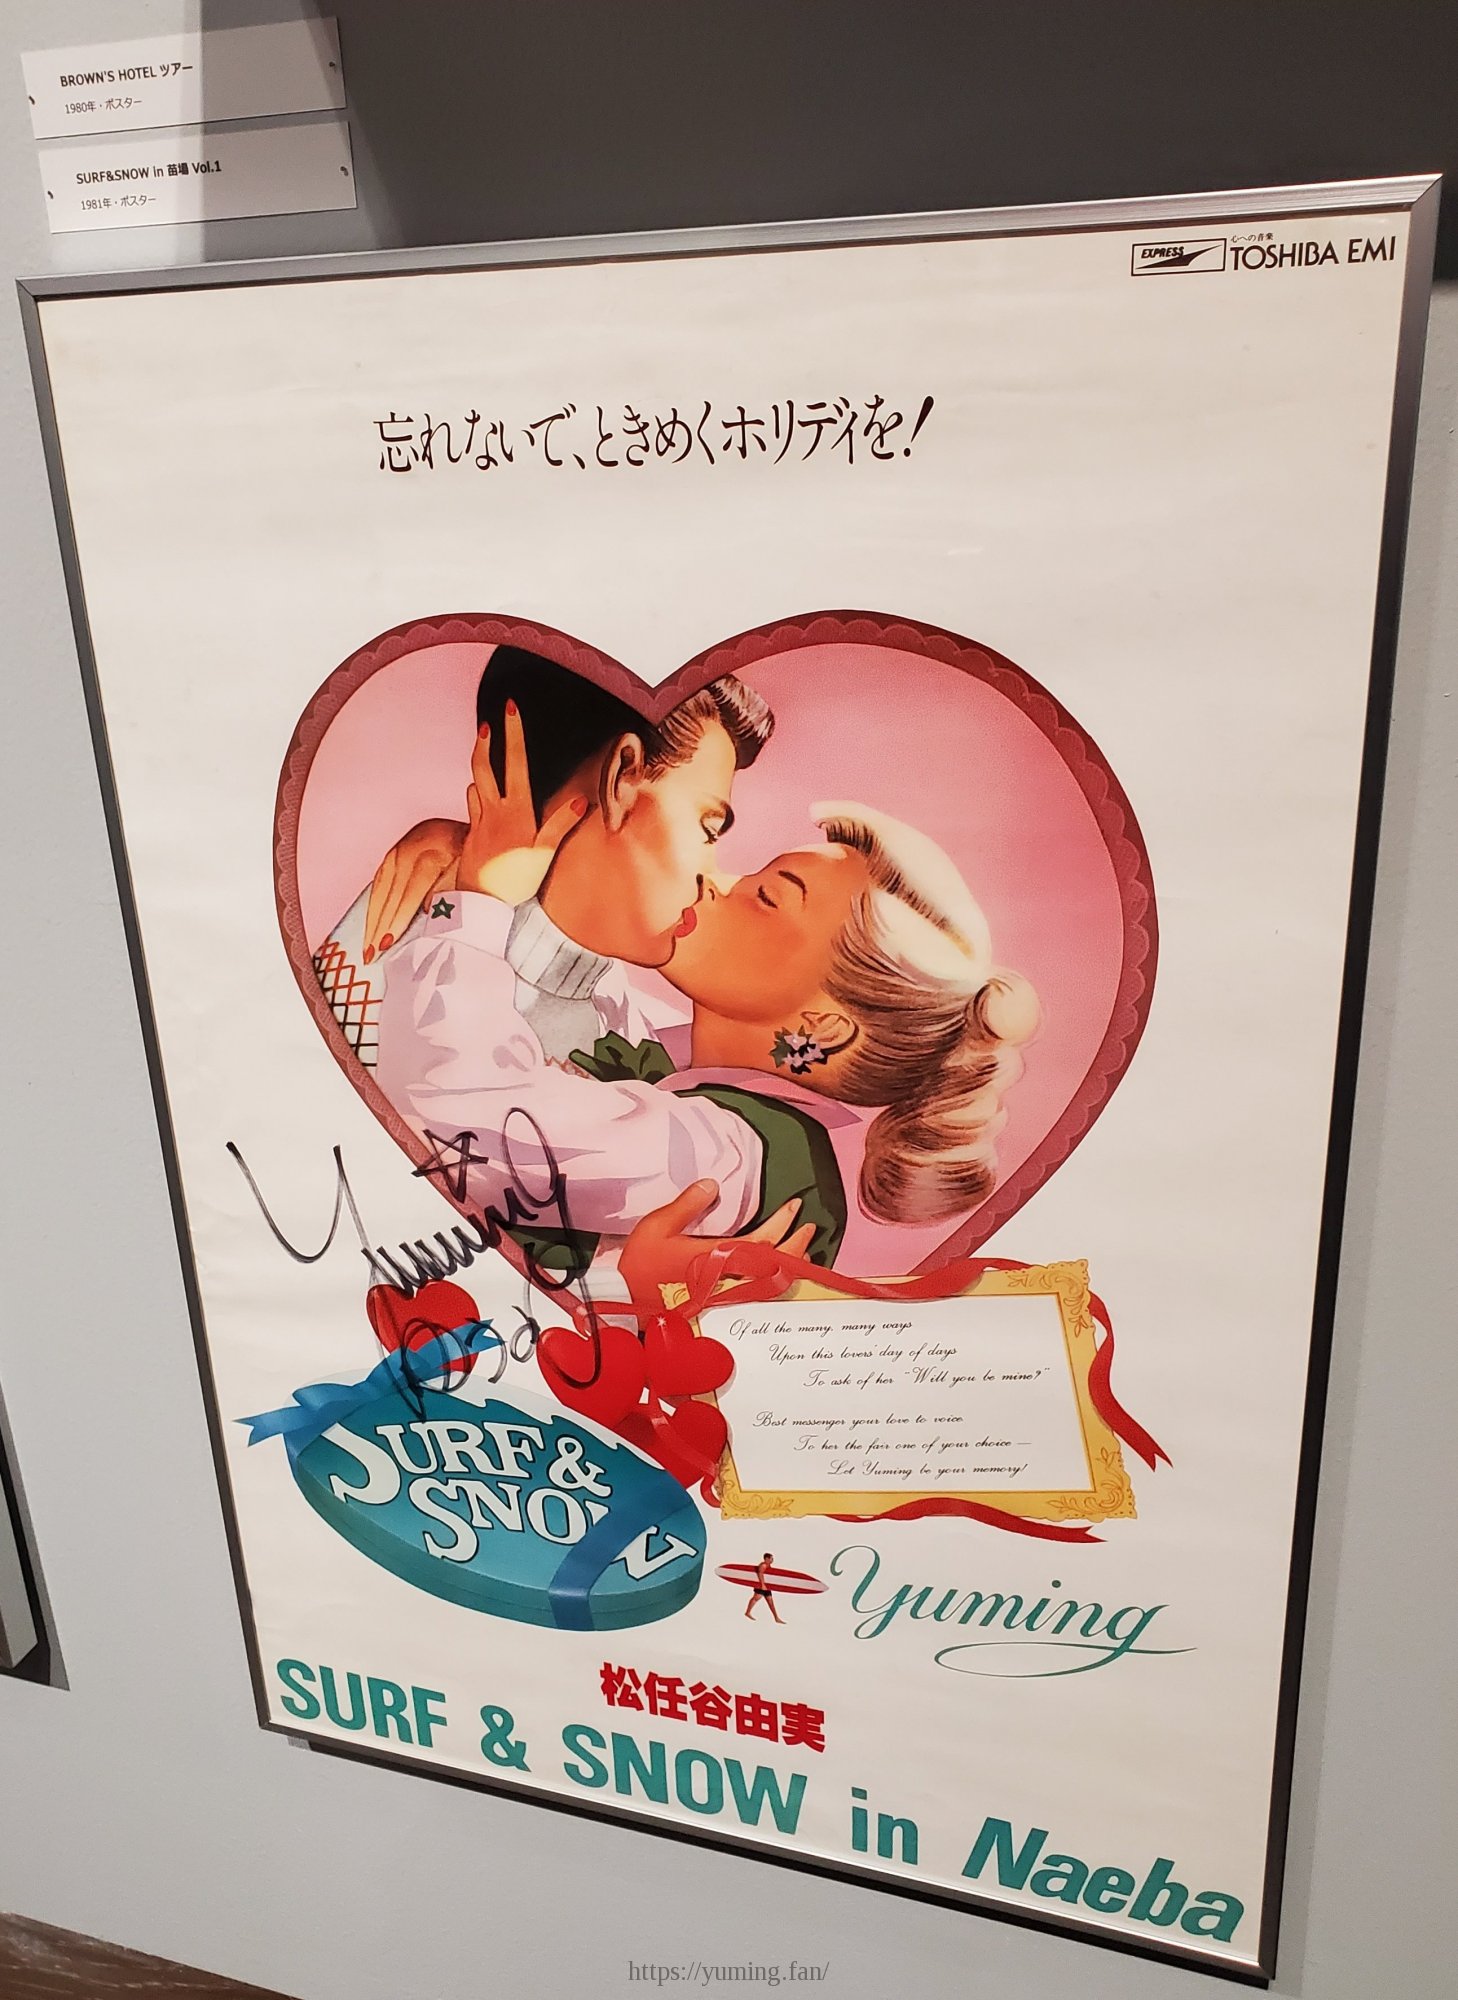 BROWN'S HOTEL ツアー
1980年・ポスター
SURF&SNOW in 苗場 Vol.1
1981年・ポスター
EXPRESS
心への音楽
TOSHIBA EMI
忘れないで、ときめくホリデイを!
Yuming
Of all the many, many ways
Upon this lovers' day of days
To ask of her "Will you be mine?"
Best messenger your love to voice
To her the fair one of your choice —
Let Yuming be your memory!
SURF &
SNOW
Yuming
松任谷由実
SURF & SNOW in Naeba
https://yuming.fan/